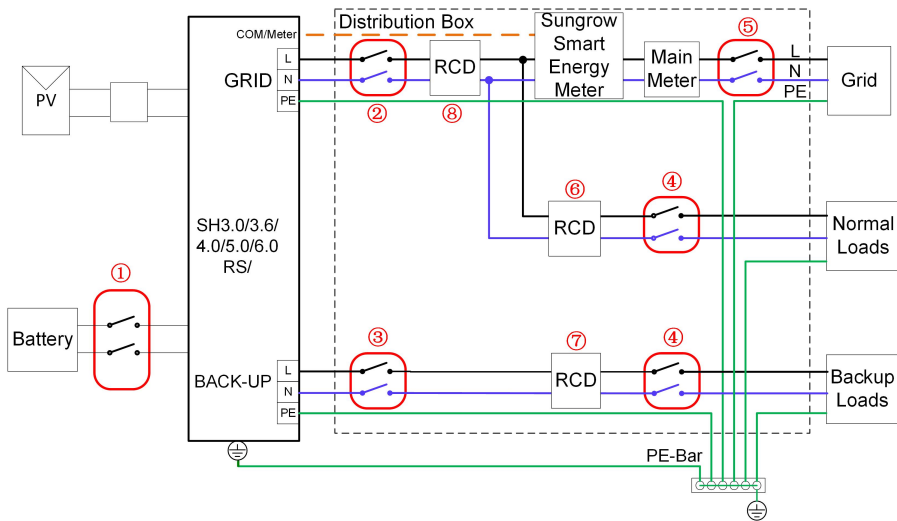 COM/Meter
Distribution Box
Sungrow
Smart
Energy
Meter
⑤
L
N
PE
GRID
RCD
Main
Meter
L
N
PE
Grid
PV
②
⑧
SH3.0/3.6/
4.0/5.0/6.0
RS/
⑥
④
RCD
Normal
Loads
①
Battery
③
⑦
④
L
N
PE
BACK-UP
RCD
Backup
Loads
PE-Bar